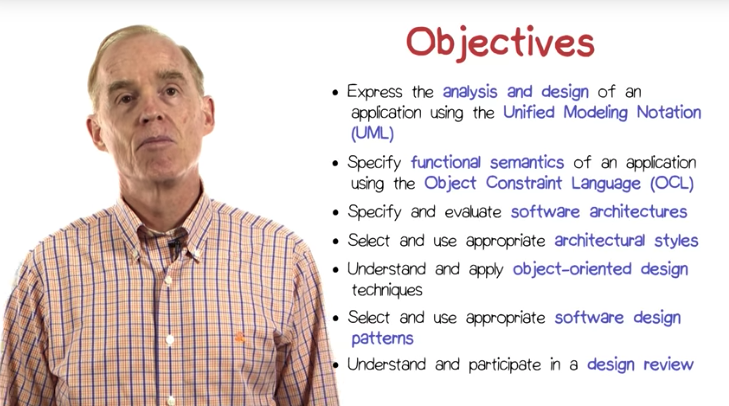 Objectives
• Express the analysis and design of an
application using the Unified Modeling Notation
(UML)
• Specify functional semantics of an application
using the Object Constraint Language (OCL)
• Specify and evaluate software architectures
• Select and use appropriate architectural styles
• Understand and apply object-oriented design
techniques
• Select and use appropriate software design
patterns
• Understand and participate in a design review